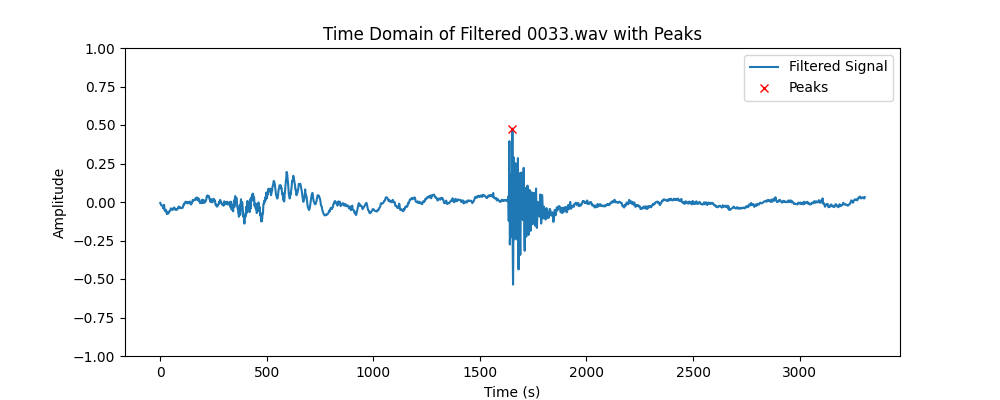 Time Domain of Filtered 0033.wav with Peaks
1.00
0.75
0.50
0.25
0.00
−0.25
−0.50
−0.75
−1.00
Amplitude
Filtered Signal
Peaks
0 500 1000 1500 2000 2500 3000
Time (s)